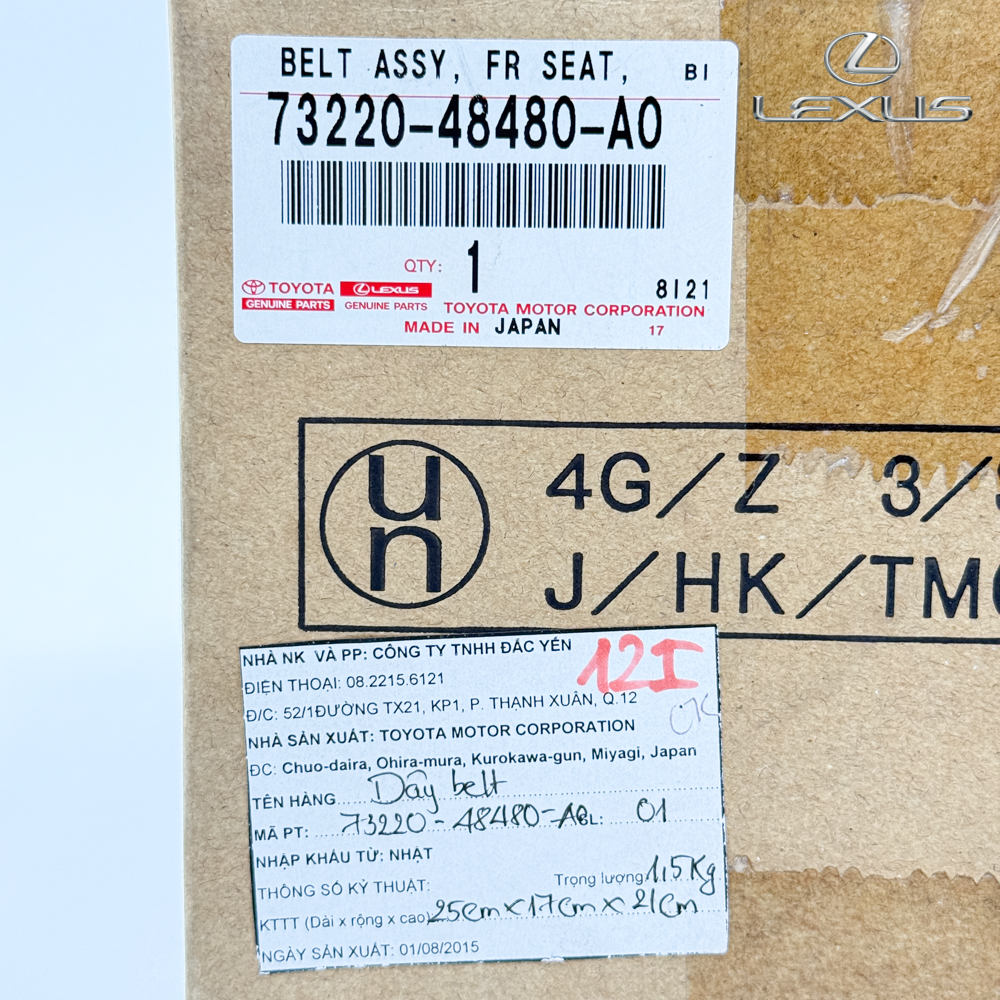 BELT ASSY, FR SEAT, BI
73220-48480-A0
QTY: 1
8121
TOYOTA
GENUINE PARTS
LEXUS
GENUINE PARTS
TOYOTA MOTOR CORPORATION
MADE IN JAPAN 17
LEXUS
un
4G/Z 3/
J/HK/TM
NHÀ NK VÀ PP: CÔNG TY TNHH ĐẮC YẾN
12I
ĐIỆN THOẠI: 08.2215.6121
Đ/C: 52/1ĐƯỜNG TX21, KP1, P. THẠNH XUÂN, Q.12
OK
NHÀ SẢN XUẤT: TOYOTA MOTOR CORPORATION
ĐC: Chuo-daira, Ohira-mura, Kurokawa-gun, Miyagi, Japan
TÊN HÀNG..... Dây belt
MÃ PT: ..... 73220-48480-A0 SL: 01
NHẬP KHẨU TỪ: NHẬT
THÔNG SỐ KỸ THUẬT: Trọng lượng 1,5Kg
KTTT (Dài x rộng x cao) 25cm x 17cm x 21cm
NGÀY SẢN XUẤT: 01/08/2015